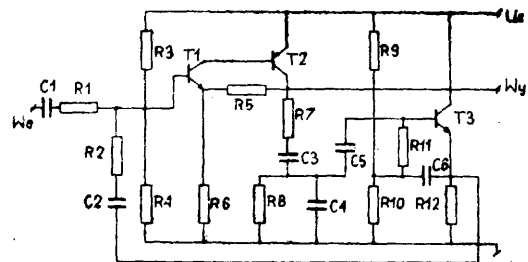 Uz
R3 T1 T2 R9
C1 R1 R5 Wy
We R7 T3
R2 C3 C5 R11 C6
C2 R4 R6 R8 C4 R10 R12